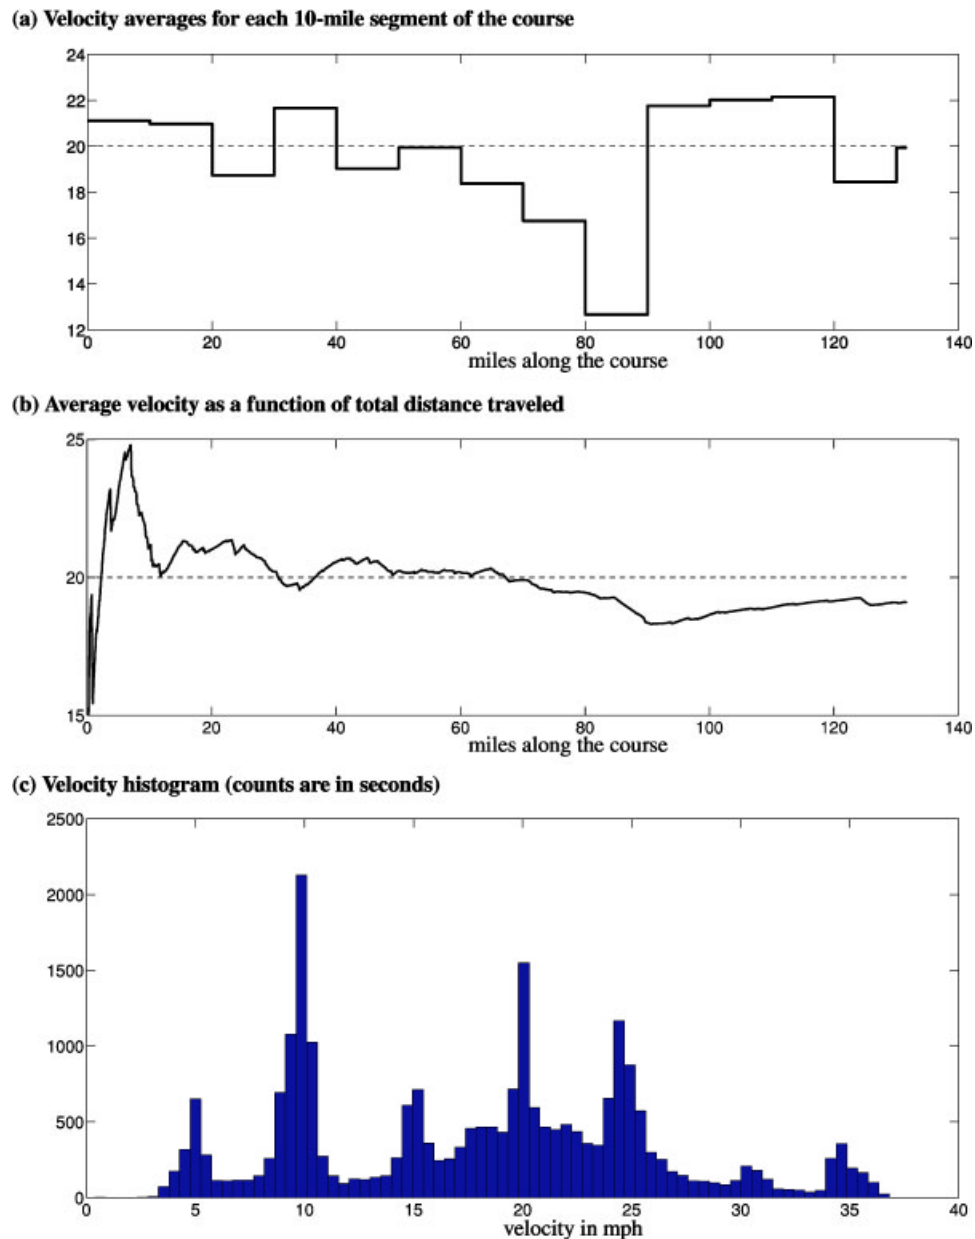 (a) Velocity averages for each 10-mile segment of the course
24
22
20
18
16
14
12
0 20 40 60 80 100 120 140
miles along the course
(b) Average velocity as a function of total distance traveled
25
20
15
0 20 40 60 80 100 120 140
miles along the course
(c) Velocity histogram (counts are in seconds)
2500
2000
1500
1000
500
0
0 5 10 15 20 25 30 35 40
velocity in mph